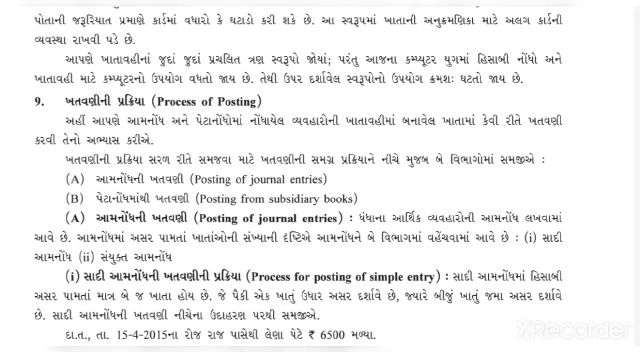 પોતાની જરૂરિયાત પ્રમાણે કાર્ડમાં વધારો કે ઘટાડો કરી શકે છે. આ સ્વરૂપમાં ખાતાની અનુક્રમણિકા માટે અલગ કાર્ડની
વ્યવસ્થા રાખવી પડે છે.
આપણે ખાતાવહીનાં જુદાં જુદાં પ્રચલિત ત્રણ સ્વરૂપો જોયાં; પરંતુ આજના કમ્પ્યૂટર યુગમાં હિસાબી નોંધો અને
ખાતાવહી માટે કમ્પ્યૂટરનો ઉપયોગ વધતો જાય છે. તેથી ઉપર દર્શાવેલ સ્વરૂપોનો ઉપયોગ ક્રમશઃ ઘટતો જાય છે.
9. ખતવણીની પ્રક્રિયા (Process of Posting)
અહીં આપણે આમનોંધ અને પેટાનોંધોમાં નોંધાયેલ વ્યવહારોની ખાતાવહીમાં બનાવેલ ખાતામાં કેવી રીતે ખતવણી
કરવી તેનો અભ્યાસ કરીએ.
ખતવણીની પ્રક્રિયા સરળ રીતે સમજવા માટે ખતવણીની સમગ્ર પ્રક્રિયાને નીચે મુજબ બે વિભાગોમાં સમજીએ :
(A) આમનોંધની ખતવણી (Posting of journal entries)
(B) પેટાનોંધમાંથી ખતવણી (Posting from subsidiary books)
(A) આમનોંધની ખતવણી (Posting of journal entries) : ધંધાના આર્થિક વ્યવહારોની આમનોંધ લખવામાં
આવે છે. આમનોંધમાં અસર પામતાં ખાતાંઓની સંખ્યાની દૃષ્ટિએ આમનોંધને બે વિભાગમાં વહેંચવામાં આવે છે : (i) સાદી
આમનોંધ (ii) સંયુક્ત આમનોંધ
(i) સાદી આમનોંધની ખતવણીની પ્રક્રિયા (Process for posting of simple entry) : સાદી આમનોંધમાં હિસાબી
અસર પામતાં માત્ર બે જ ખાતા હોય છે. જે પૈકી એક ખાતું ઉધાર અસર દર્શાવે છે, જ્યારે બીજું ખાતું જમા અસર દર્શાવે
છે. સાદી આમનોંધની ખતવણી નીચેના ઉદાહરણ પરથી સમજીએ.
દા.ત., તા. 15-4-2015ના રોજ રાજ પાસેથી લેણા પેટે ₹ 6500 મળ્યા.
XRecorder